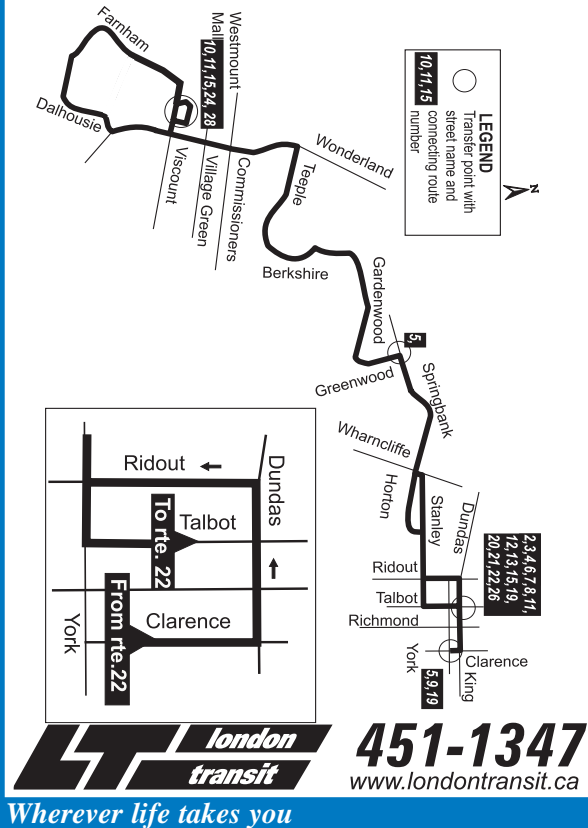 Farnham
Westmount
Mall
10,11,15,24, 28
Dalhousie
Viscount
Village Green
Commissioners
Wonderland
Teeple
Berkshire
Gardenwood
5,
Greenwood
Springbank
Wharncliffe
Horton
Stanley
Dundas
2,3,4,6,7,8,11,
12,13,15,19,
20,21,22,26
Ridout
Talbot
Richmond
York
Clarence
King
5,9,19
LEGEND
Transfer point with
street name and
10,11,15 connecting route
number
N
Ridout
Dundas
To rte. 22
Talbot
From rte.22
Clarence
York
LT
london
transit
451-1347
www.londontransit.ca
Wherever life takes you